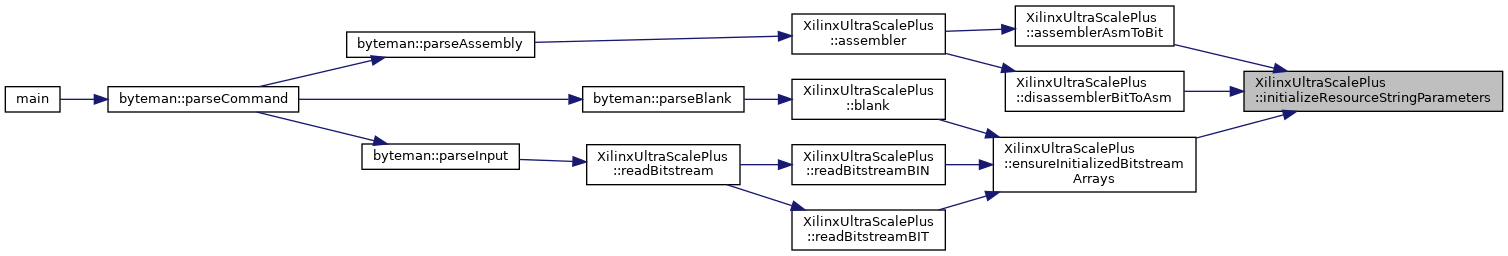 main
byteman::parseCommand
byteman::parseAssembly
byteman::parseBlank
byteman::parseInput
XilinxUltraScalePlus
::readBitstream
XilinxUltraScalePlus
::assembler
XilinxUltraScalePlus
::blank
XilinxUltraScalePlus
::readBitstreamBIN
XilinxUltraScalePlus
::readBitstreamBIT
XilinxUltraScalePlus
::assemblerAsmToBit
XilinxUltraScalePlus
::disassemblerBitToAsm
XilinxUltraScalePlus
::ensureInitializedBitstream
Arrays
XilinxUltraScalePlus
::initializeResourceStringParameters